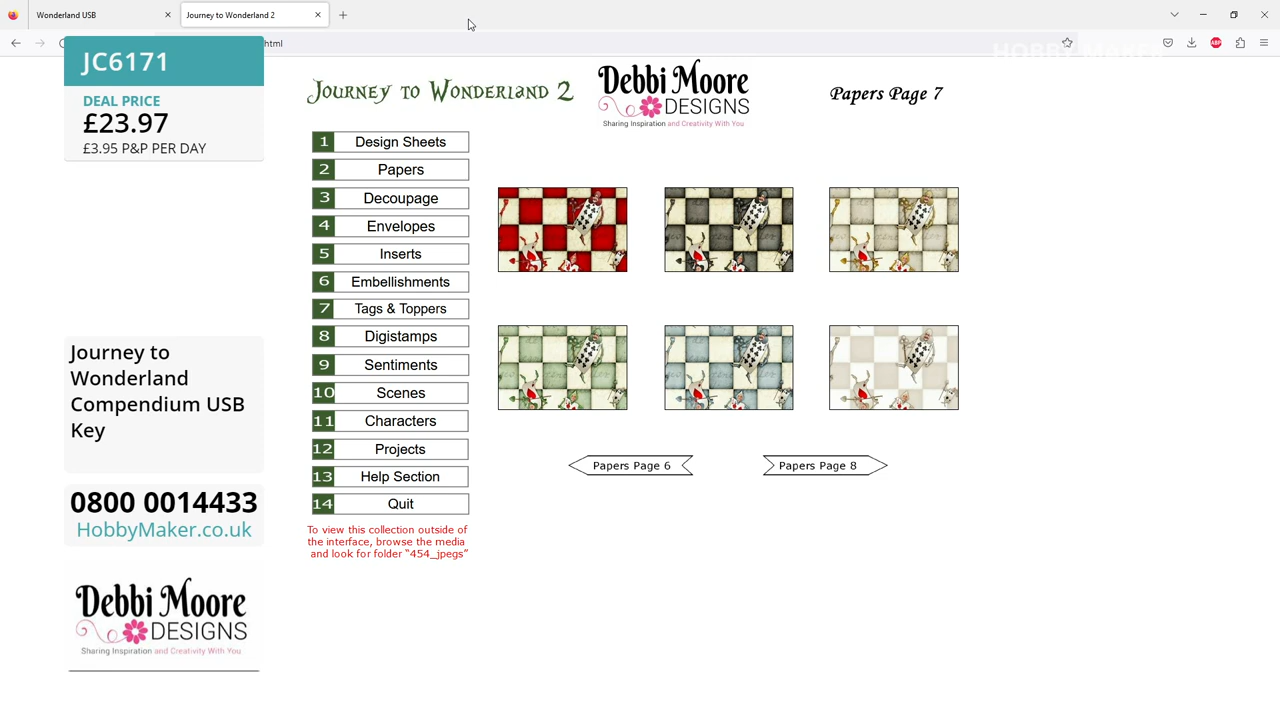 Wonderland USB
Journey to Wonderland 2
html
HOBBY MAKER
JC6171
DEAL PRICE
£23.97
£3.95 P&P PER DAY
Journey to
Wonderland
Compendium USB
Key
0800 0014433
HobbyMaker.co.uk
Debbi Moore
DESIGNS
Sharing Inspiration and Creativity With You
Journey to Wonderland 2
Debbi Moore
DESIGNS
Sharing Inspiration and Creativity With You
Papers Page 7
1 Design Sheets
2 Papers
3 Decoupage
4 Envelopes
5 Inserts
6 Embellishments
7 Tags & Toppers
8 Digistamps
9 Sentiments
10 Scenes
11 Characters
12 Projects
13 Help Section
14 Quit
To view this collection outside of
the interface, browse the media
and look for folder "454_jpegs"
Papers Page 6
Papers Page 8
ABP